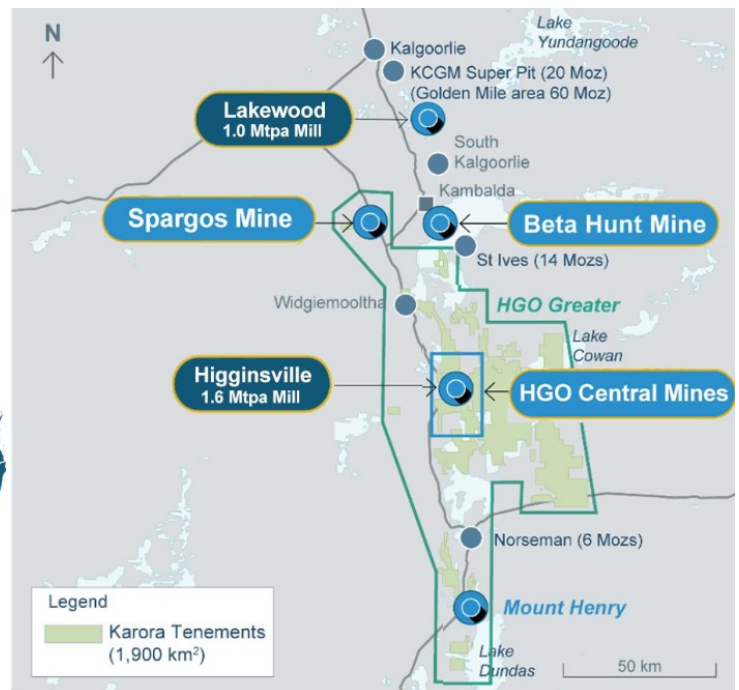 N
Lake
Yundangoode
Kalgoorlie
KCGM Super Pit (20 Moz)
(Golden Mile area 60 Moz)
Lakewood
1.0 Mtpa Mill
South
Kalgoorlie
Kambalda
Spargos Mine
Beta Hunt Mine
St Ives (14 Mozs)
Widgiemooltha
HGO Greater
Lake
Cowan
Higginsville
1.6 Mtpa Mill
HGO Central Mines
Norseman (6 Mozs)
Mount Henry
Legend
Karora Tenements
(1,900 km²)
Lake
Dundas
50 km